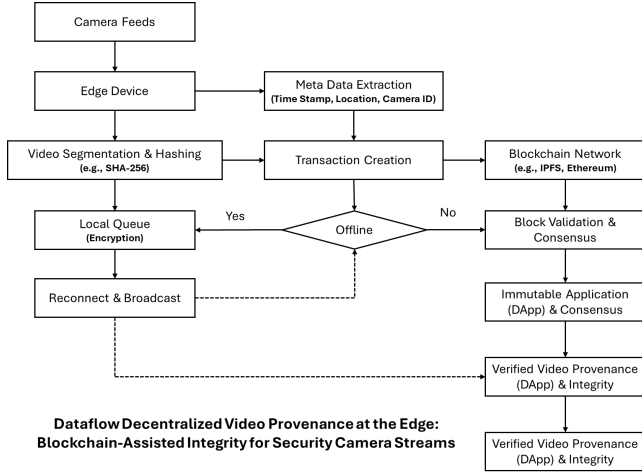 Camera Feeds
Edge Device
Meta Data Extraction
(Time Stamp, Location, Camera ID)
Video Segmentation & Hashing
(e.g., SHA-256)
Transaction Creation
Blockchain Network
(e.g., IPFS, Ethereum)
Local Queue
(Encryption)
Yes
Offline
No
Block Validation &
Consensus
Reconnect & Broadcast
Immutable Application
(DApp) & Consensus
Verified Video Provenance
(DApp) & Integrity
Dataflow Decentralized Video Provenance at the Edge:
Blockchain-Assisted Integrity for Security Camera Streams
Verified Video Provenance
(DApp) & Integrity